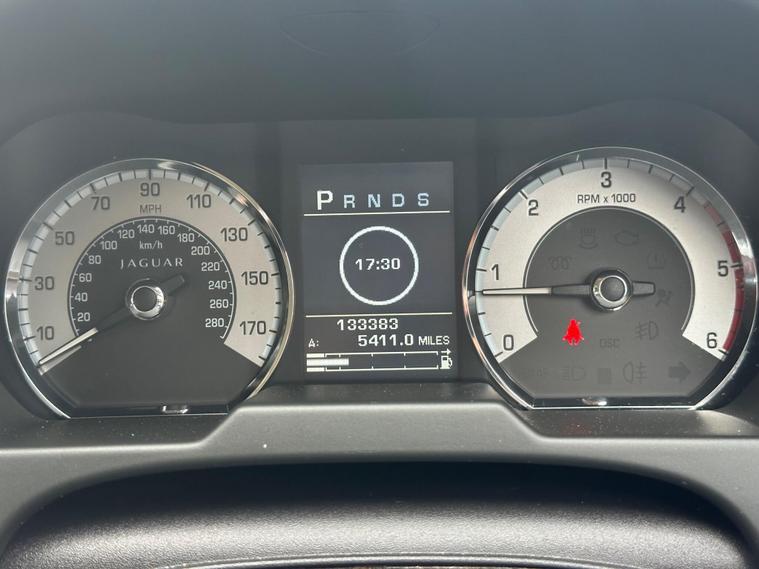 10 30 50 70 90 110 130 150 170
MPH
20 40 60 80 100 120 140 160 180 200 220 240 260 280
km/h
JAGUAR
P R N D S
17:30
133383
A: 5411.0 MILES
0 1 2 3 4 5 6
RPM x 1000
DSC